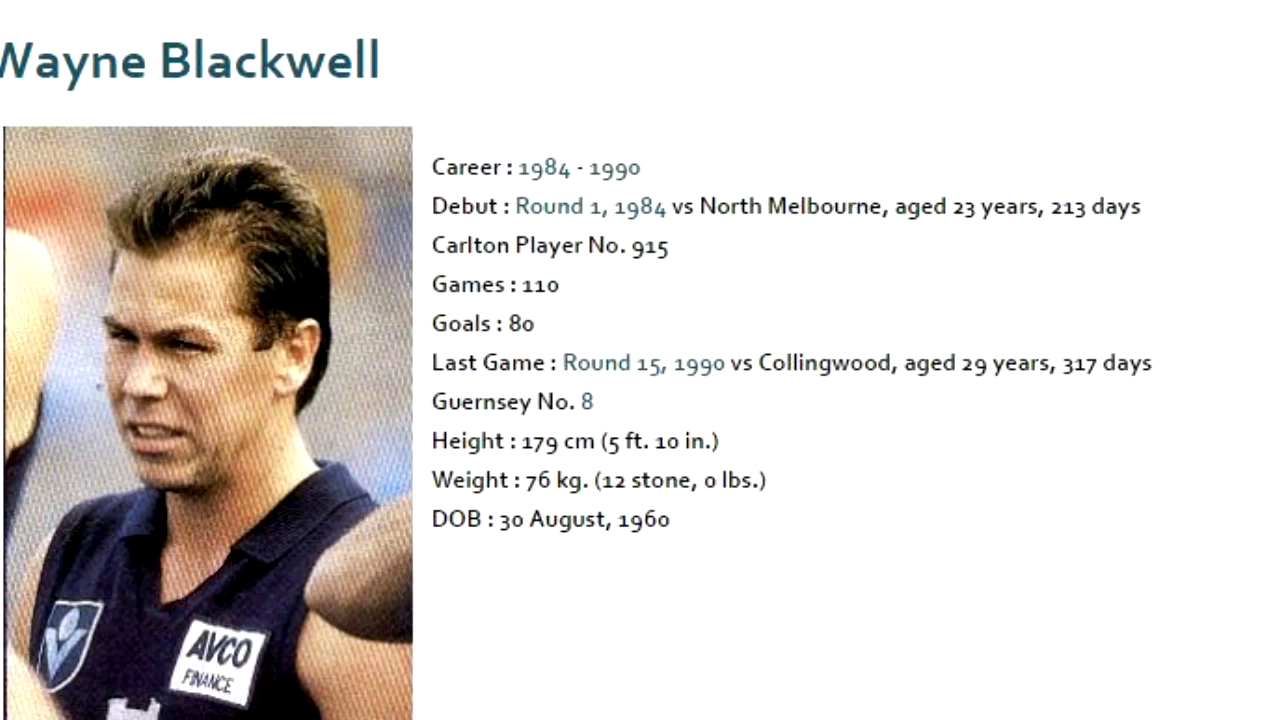 Wayne Blackwell
Career : 1984 - 1990
Debut : Round 1, 1984 vs North Melbourne, aged 23 years, 213 days
Carlton Player No. 915
Games : 110
Goals : 80
Last Game : Round 15, 1990 vs Collingwood, aged 29 years, 317 days
Guernsey No. 8
Height : 179 cm (5 ft. 10 in.)
Weight : 76 kg. (12 stone, 0 lbs.)
DOB : 30 August, 1960
AVCO
FINANCE